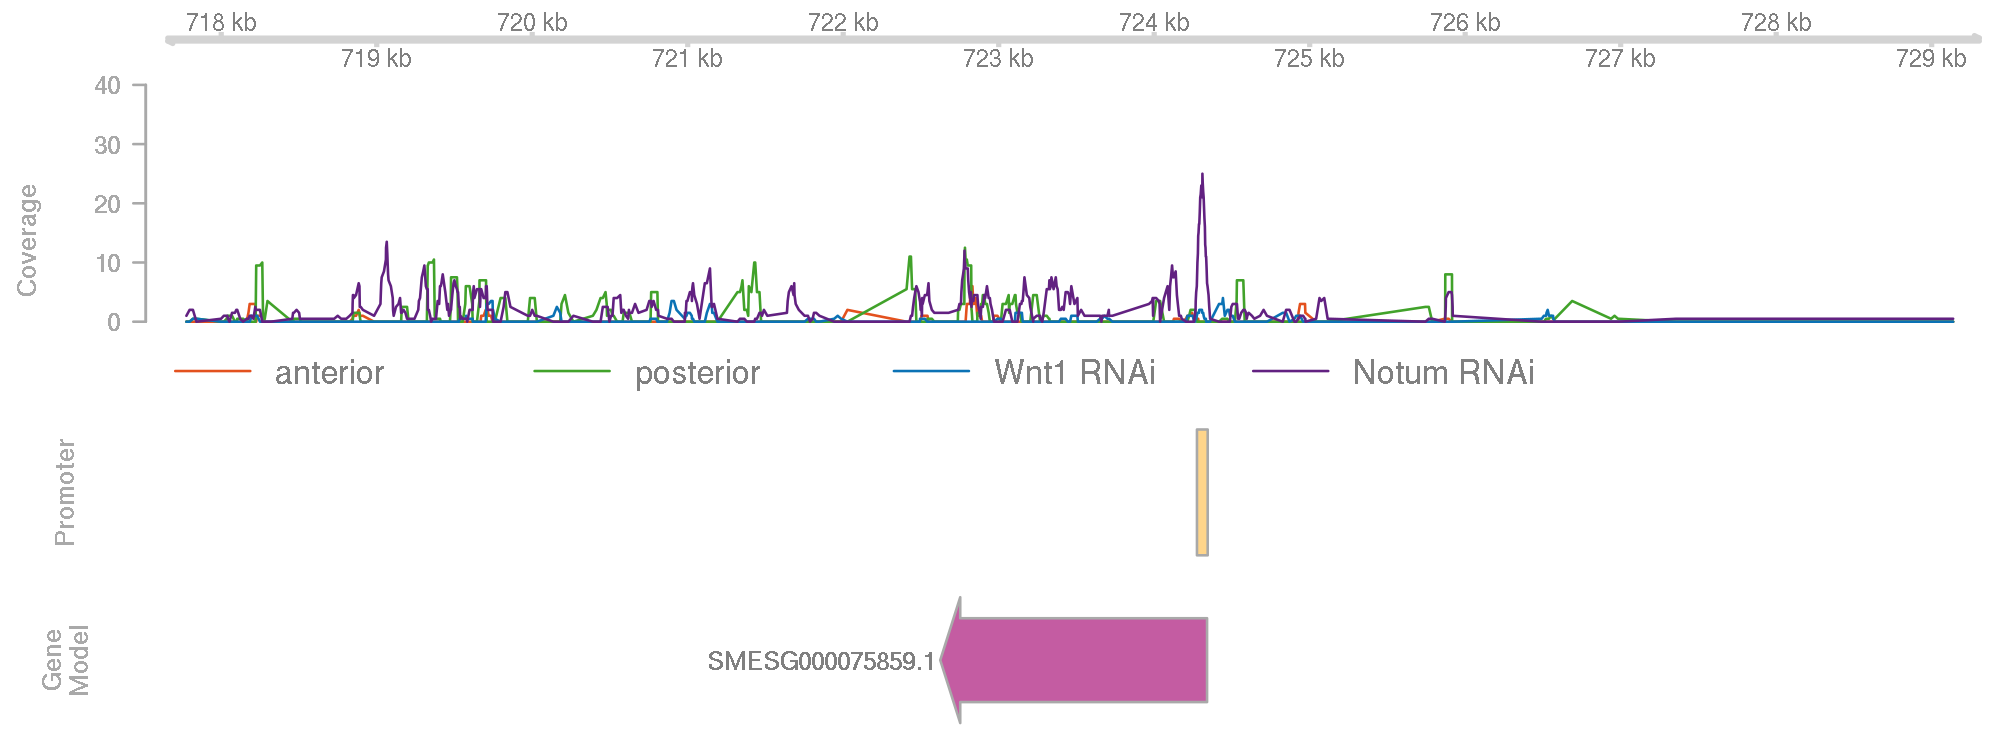 718 kb 720 kb 722 kb 724 kb 726 kb 728 kb
719 kb 721 kb 723 kb 725 kb 727 kb 729 kb
40
30
20
10
0
Coverage
anterior posterior Wnt1 RNAi Notum RNAi
Promoter
Gene
Model
SMESG000075859.1